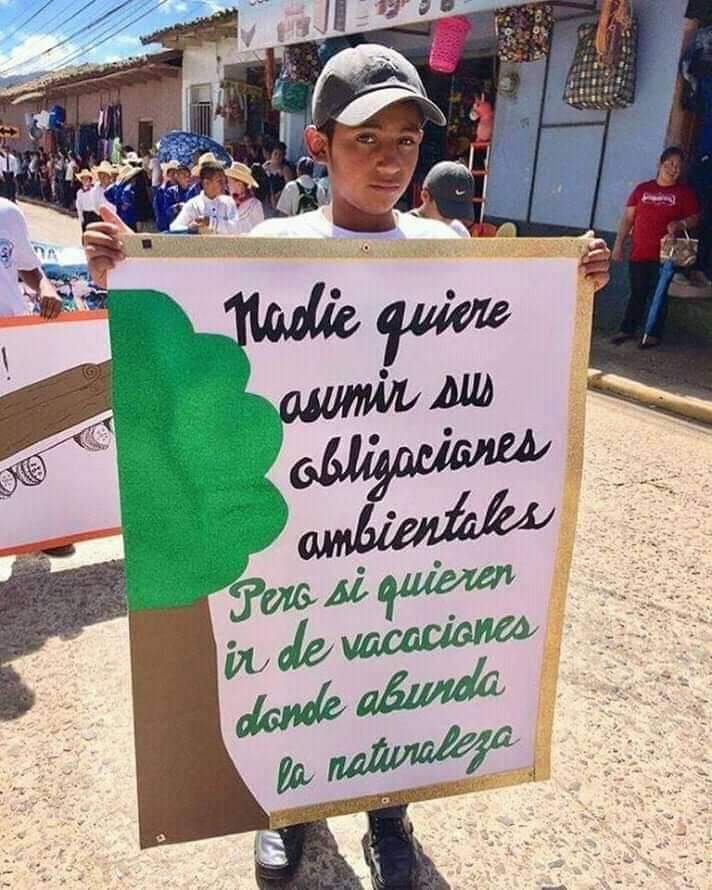 Nadie quiere
asumir sus
obligaciones
ambientales
Pero si quieren
ir de vacaciones
donde abunda
la naturaleza
!